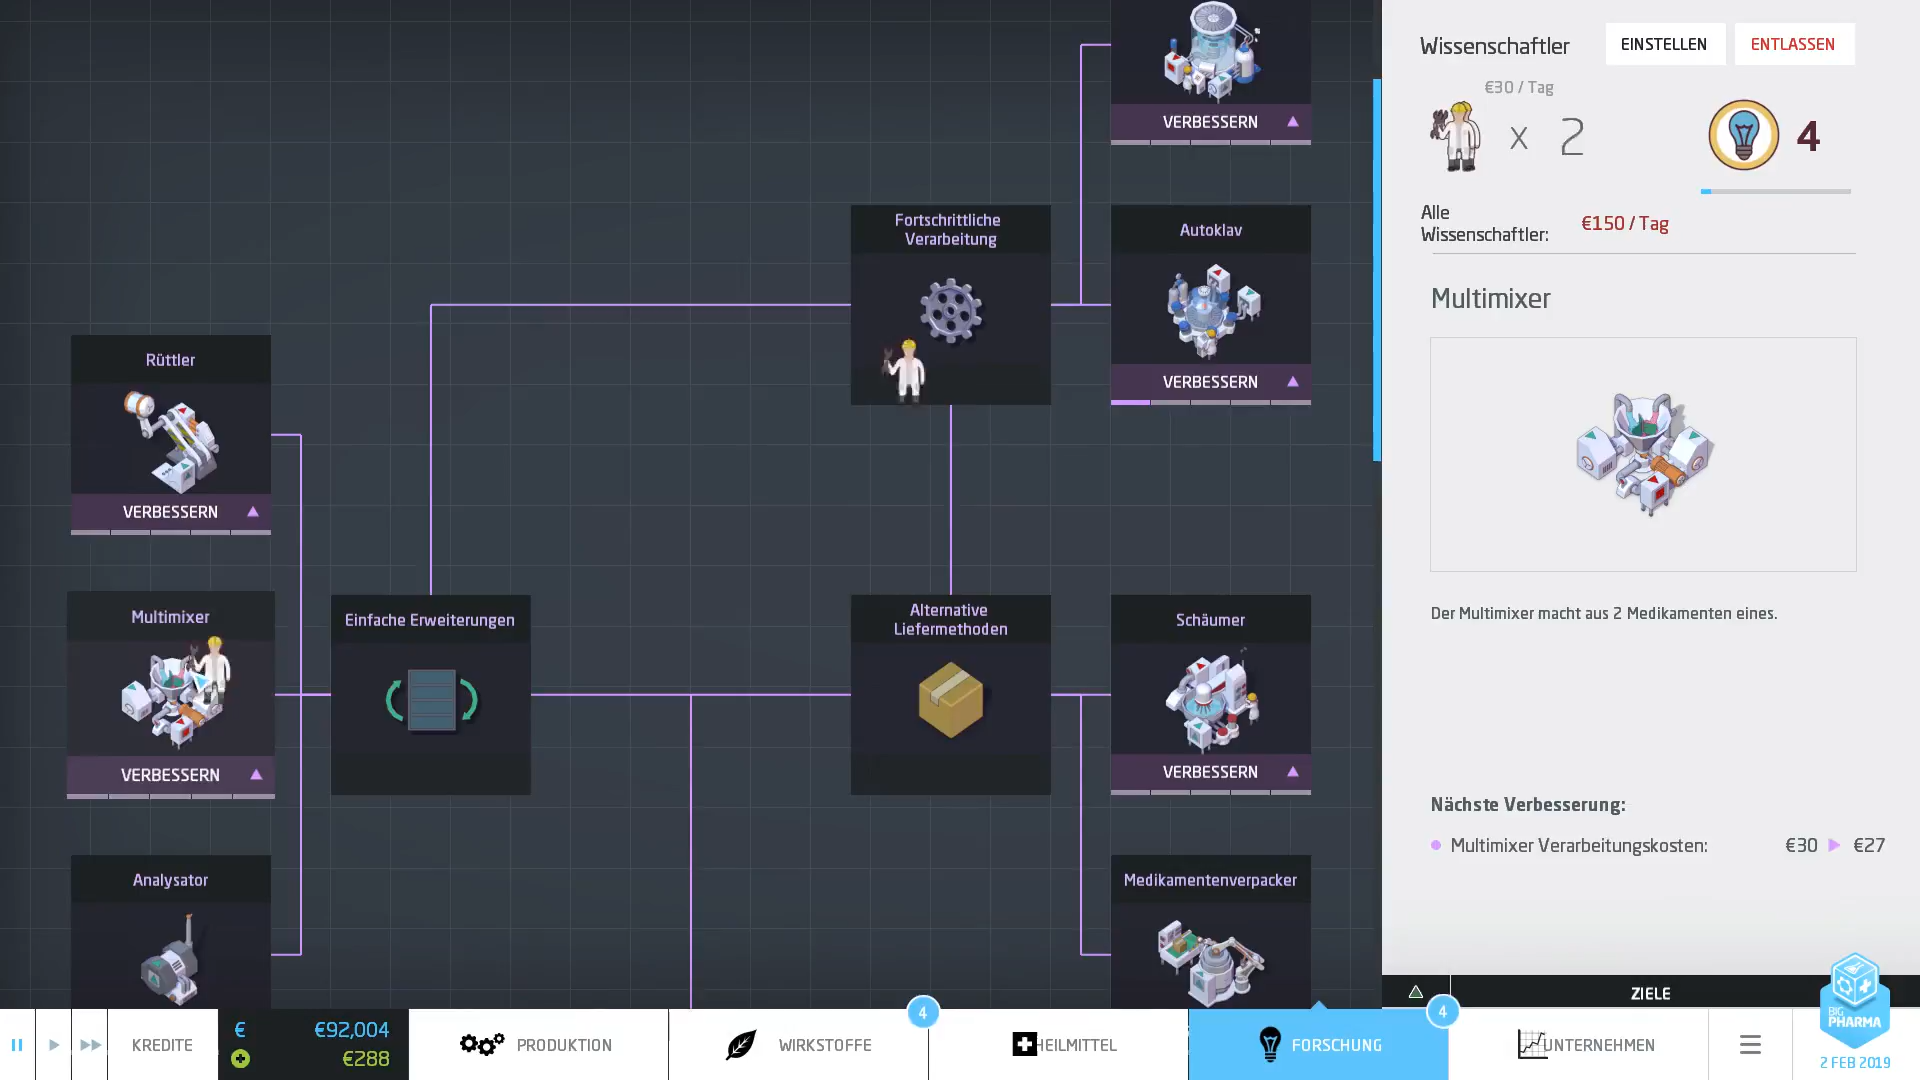 VERBESSERN
Fortschrittliche
Verarbeitung
Autoklav
VERBESSERN
Rüttler
VERBESSERN
Multimixer
VERBESSERN
Einfache Erweiterungen
Alternative
Liefermethoden
Schäumer
VERBESSERN
Analysator
Medikamentenverpacker
Wissenschaftler
EINSTELLEN
ENTLASSEN
€30 / Tag
x 2
4
Alle
Wissenschaftler:
€150 / Tag
Multimixer
Der Multimixer macht aus 2 Medikamenten eines.
Nächste Verbesserung:
Multimixer Verarbeitungskosten: €30 €27
ZIELE
KREDITE
€ €92,004
€288
PRODUKTION
WIRKSTOFFE
4
HEILMITTEL
FORSCHUNG
4
UNTERNEHMEN
BIG
PHARMA
2 FEB 2019